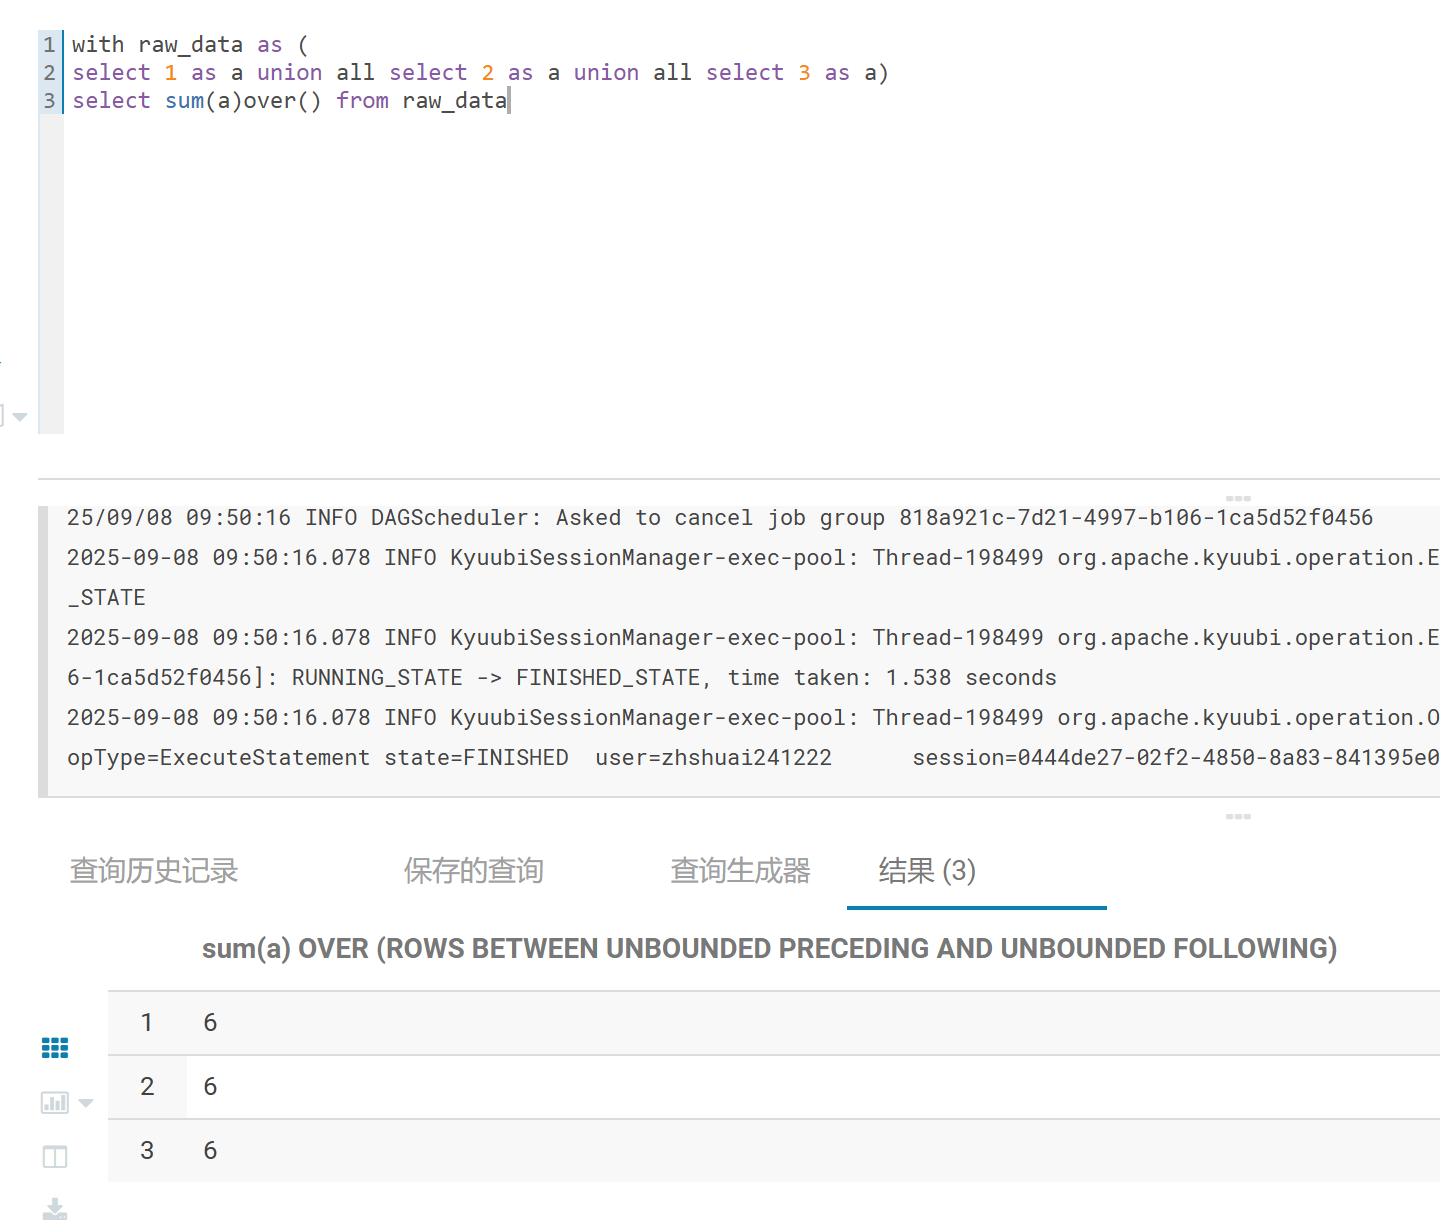 1 with raw_data as (
2 select 1 as a union all select 2 as a union all select 3 as a)
3 select sum(a)over() from raw_data
25/09/08 09:50:16 INFO DAGScheduler: Asked to cancel job group 818a921c-7d21-4997-b106-1ca5d52f0456
2025-09-08 09:50:16.078 INFO KyuubiSessionManager-exec-pool: Thread-198499 org.apache.kyuubi.operation.E
_STATE
2025-09-08 09:50:16.078 INFO KyuubiSessionManager-exec-pool: Thread-198499 org.apache.kyuubi.operation.E
6-1ca5d52f0456]: RUNNING_STATE -> FINISHED_STATE, time taken: 1.538 seconds
2025-09-08 09:50:16.078 INFO KyuubiSessionManager-exec-pool: Thread-198499 org.apache.kyuubi.operation.O
opType=ExecuteStatement state=FINISHED user=zhshuai241222 session=0444de27-02f2-4850-8a83-841395e0
查询历史记录 保存的查询 查询生成器 结果 (3)
sum(a) OVER (ROWS BETWEEN UNBOUNDED PRECEDING AND UNBOUNDED FOLLOWING)
1 6
2 6
3 6